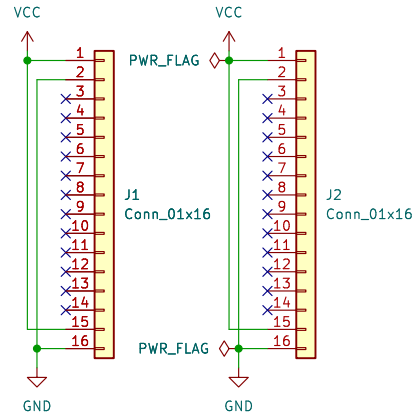 VCC VCC
1 PWR_FLAG 1
2 2
3 3
4 4
5 5
6 6
7 7
8 J1 8 J2
9 Conn_01x16 9 Conn_01x16
10 10
11 11
12 12
13 13
14 14
15 15
16 PWR_FLAG 16
GND GND